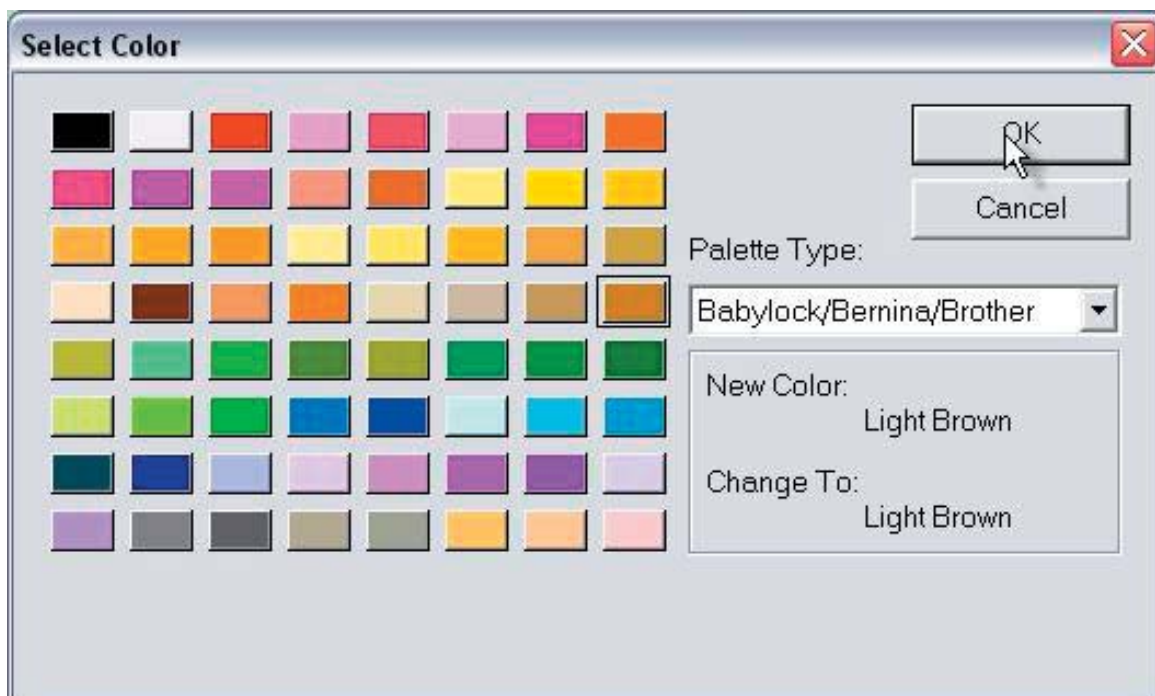 Select Color
OK
Cancel
Palette Type:
Babylock/Bernina/Brother
New Color:
Light Brown
Change To:
Light Brown